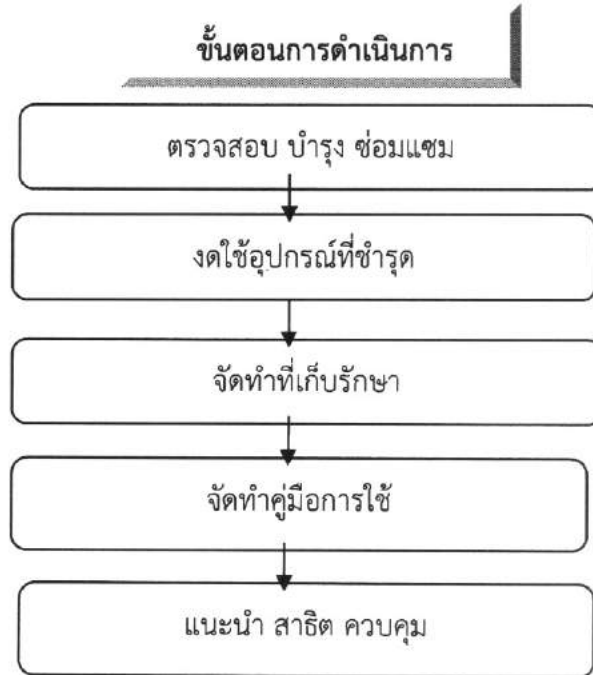 ขั้นตอนการดำเนินการ
ตรวจสอบ บำรุง ซ่อมแซม
งดใช้อุปกรณ์ที่ชำรุด
จัดทำที่เก็บรักษา
จัดทำคู่มือการใช้
แนะนำ สาธิต ควบคุม